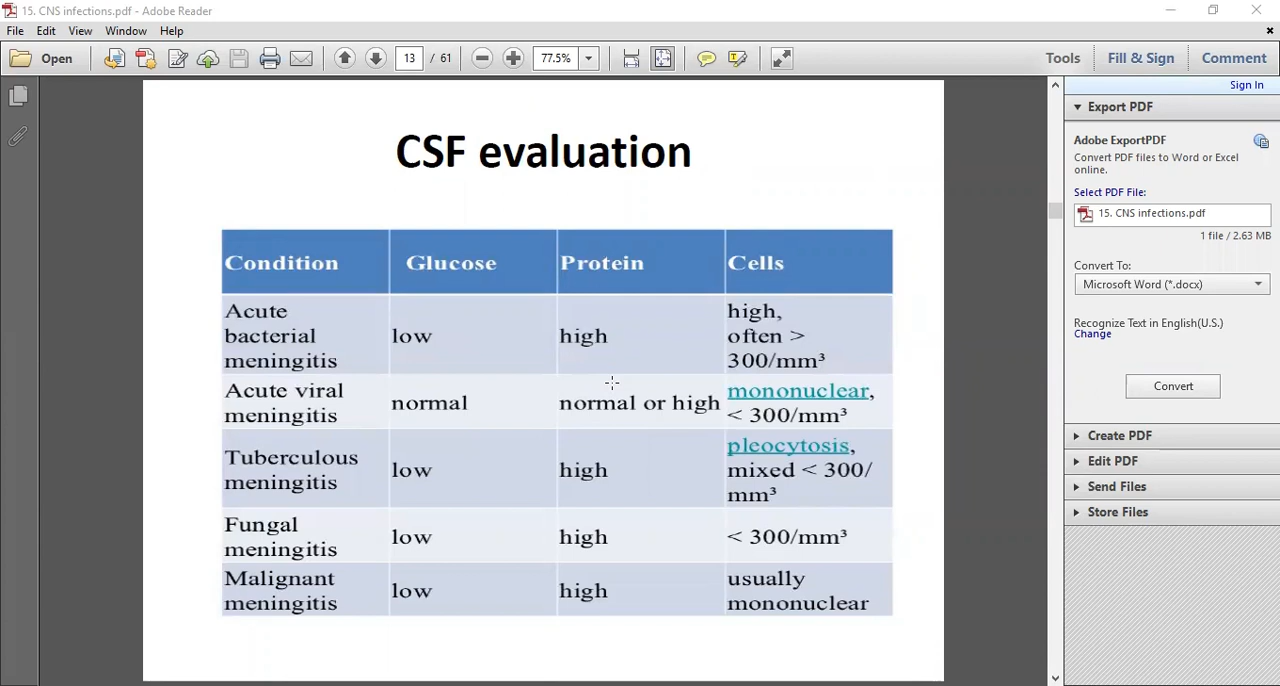 15. CNS infections.pdf - Adobe Reader
File Edit View Window Help
Open 13 / 61 77.5% Tools Fill & Sign Comment
Sign In
Export PDF
Adobe ExportPDF
Convert PDF files to Word or Excel
online.
Select PDF File:
15. CNS infections.pdf
1 file / 2.63 MB
Convert To:
Microsoft Word (*.docx)
Recognize Text in English(U.S.)
Change
Convert
Create PDF
Edit PDF
Send Files
Store Files
CSF evaluation
Condition Glucose Protein Cells
Acute
bacterial
meningitis
low
high
high,
often >
300/mm³
Acute viral
meningitis
normal
normal or high
mononuclear,
< 300/mm³
Tuberculous
meningitis
low
high
pleocytosis,
mixed < 300/
mm³
Fungal
meningitis
low
high
< 300/mm³
Malignant
meningitis
low
high
usually
mononuclear